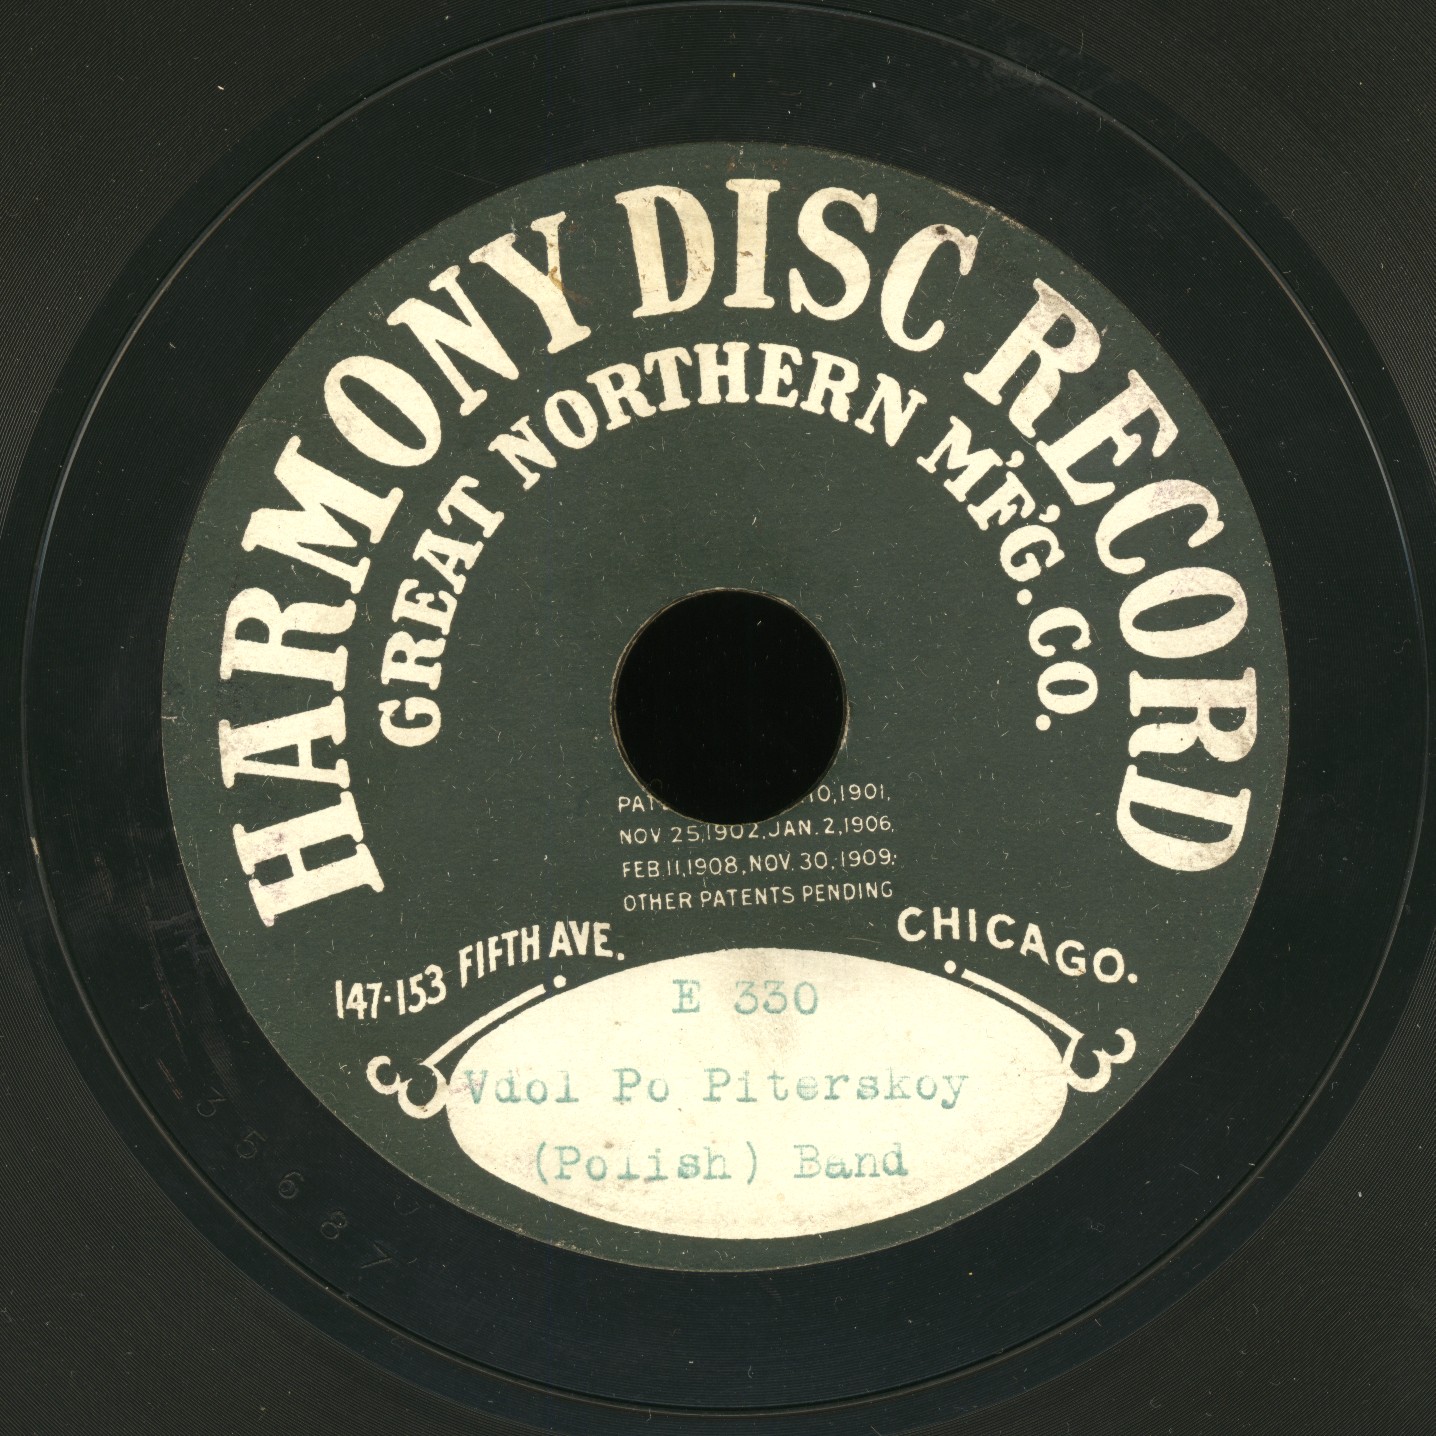 HARMONY DISC RECORD
GREAT NORTHERN M'F'G. CO.
10,1901,
NOV. 25,1902, JAN. 2,1906,
FEB. 11,1908, NOV. 30, 1909;
OTHER PATENTS PENDING
147-153 FIFTH AVE. CHICAGO.
E 330
Vdol Po Piterskoy
(Polish) Band
35687